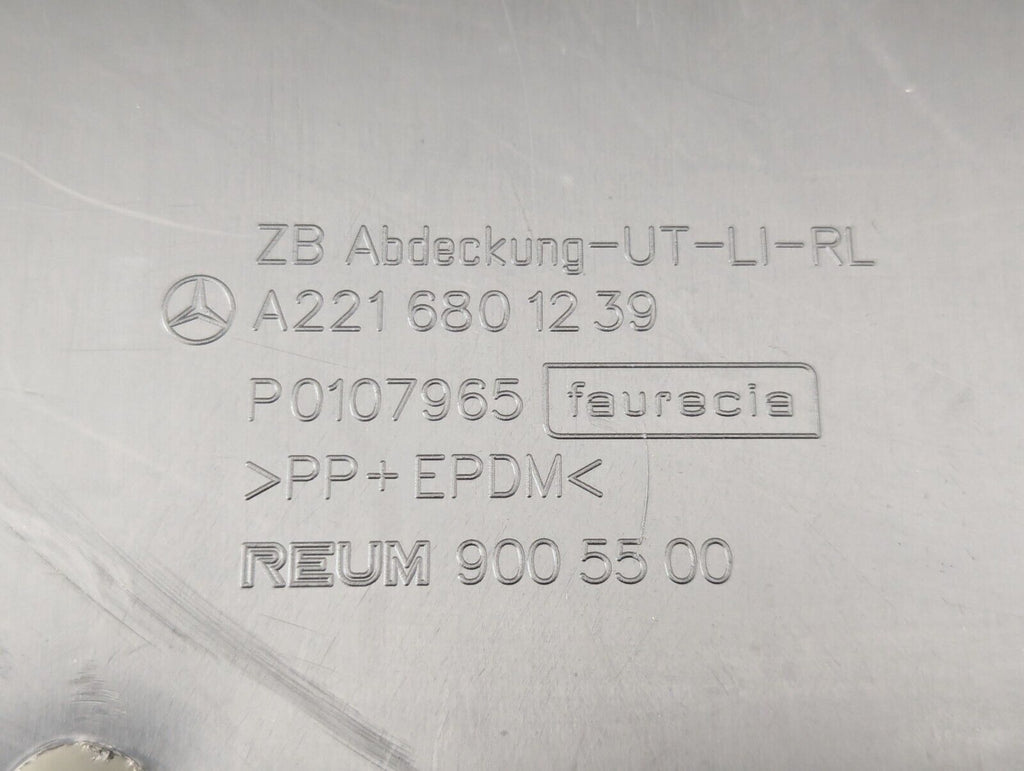 ZB Abdeckung-UT-LI-RL
A221 680 12 39
P0107965 faurecia
>PP+EPDM<
REUM 900 55 00